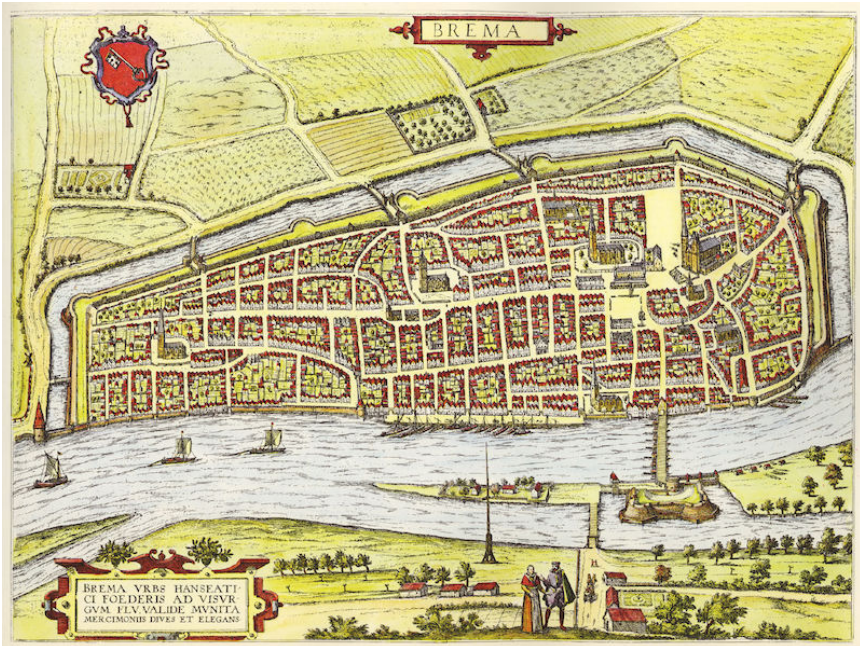 BREMA
BREMA VRBS HANSEATI-
CI FOEDERIS AD VISVR
GVM FLV. VALIDE MVNITA
MERCIMONIIS DIVES ET ELEGANS